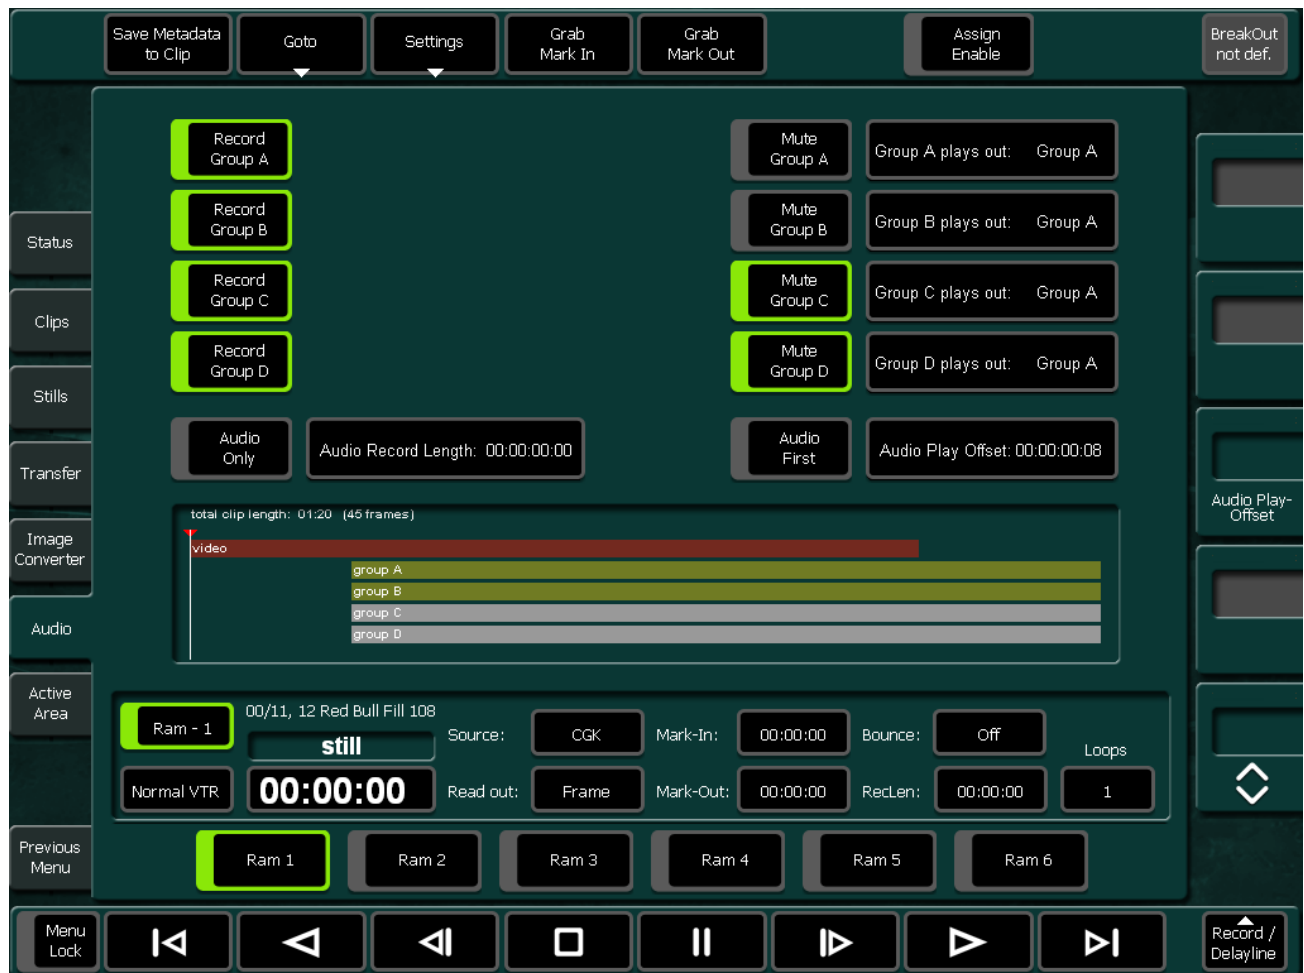 Save Metadata
to Clip
Goto
Settings
Grab
Mark In
Grab
Mark Out
Assign
Enable
BreakOut
not def.
Record
Group A
Mute
Group A
Group A plays out: Group A
Record
Group B
Mute
Group B
Group B plays out: Group A
Status
Record
Group C
Mute
Group C
Group C plays out: Group A
Clips
Record
Group D
Mute
Group D
Group D plays out: Group A
Stills
Audio
Only
Audio Record Length: 00:00:00:00
Audio
First
Audio Play Offset: 00:00:00:08
Transfer
Audio Play-
Offset
total clip length: 01:20 (45 frames)
Image
Converter
video
group A
group B
group C
group D
Audio
Active
Area
Ram - 1
00/11, 12 Red Bull Fill 108
still
Source:
CGK
Mark-In:
00:00:00
Bounce:
Off
Loops
Normal VTR
00:00:00
Read out:
Frame
Mark-Out:
00:00:00
RecLen:
00:00:00
1
Previous
Menu
Ram 1
Ram 2
Ram 3
Ram 4
Ram 5
Ram 6
Menu
Lock
Record /
Delayline